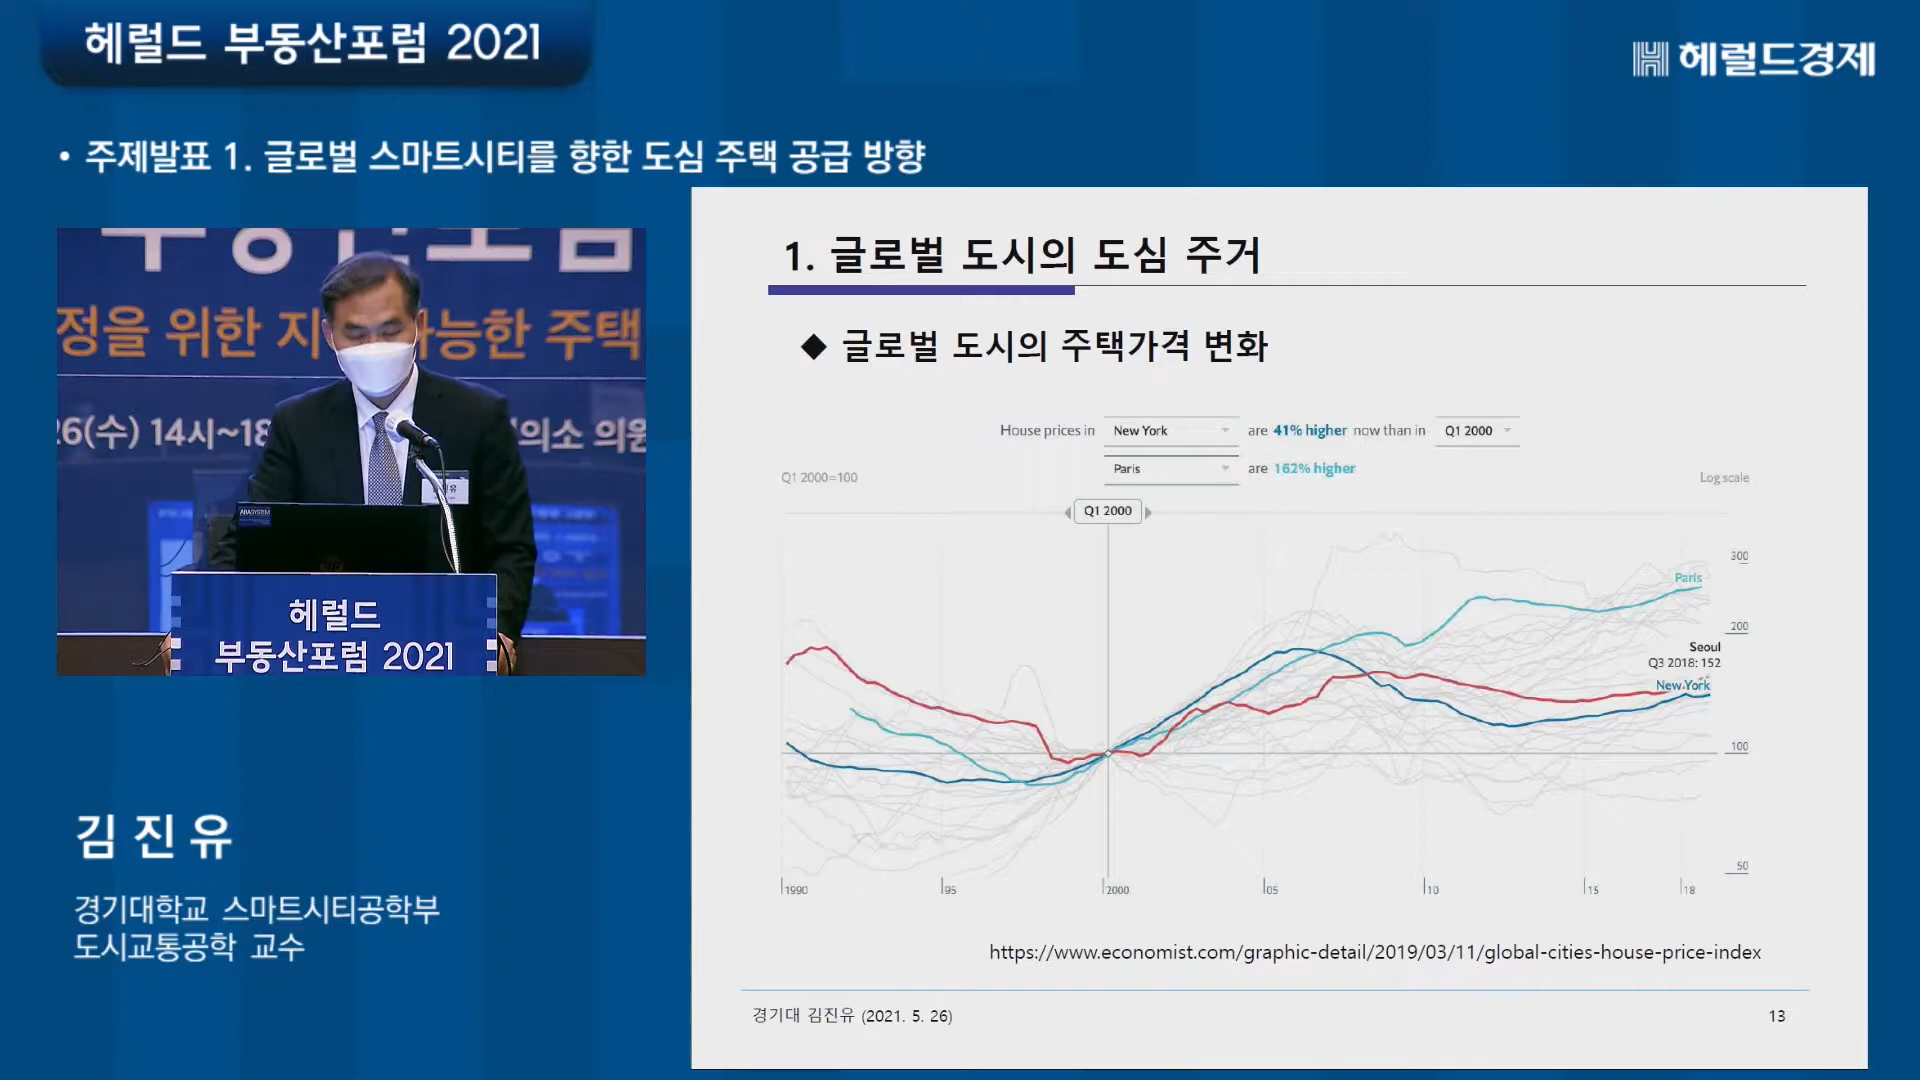 헤럴드 부동산포럼 2021
헤럴드경제
• 주제발표 1. 글로벌 스마트시티를 향한 도심 주택 공급 방향
정을 위한 지 가능한 주택
26(수) 14시~18 의소 의원
헤럴드
부동산포럼 2021
김진유
경기대학교 스마트시티공학부
도시교통공학 교수
1. 글로벌 도시의 도심 주거
◆ 글로벌 도시의 주택가격 변화
House prices in New York are 41% higher now than in Q1 2000
Paris are 162% higher
Q1 2000=100
Log scale
Q1 2000
300
Paris
200
Seoul
Q3 2018: 152
New York
100
50
1990 95 2000 05 10 15 18
https://www.economist.com/graphic-detail/2019/03/11/global-cities-house-price-index
경기대 김진유 (2021. 5. 26)
13